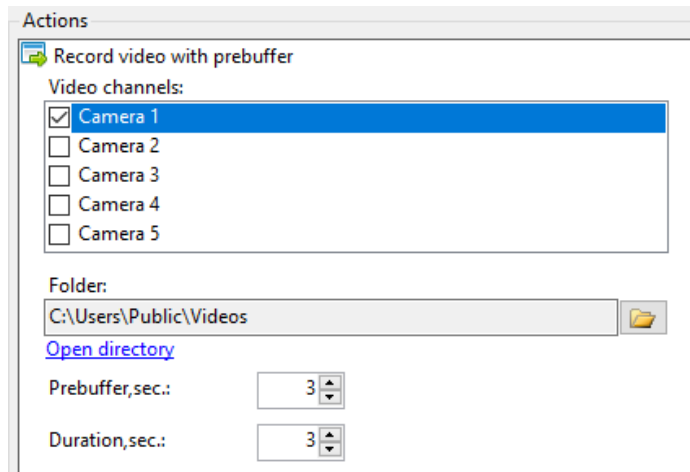 Actions
Record video with prebuffer
Video channels:
Camera 1
Camera 2
Camera 3
Camera 4
Camera 5
Folder:
C:\Users\Public\Videos
Open directory
Prebuffer,sec.: 3
Duration,sec.: 3